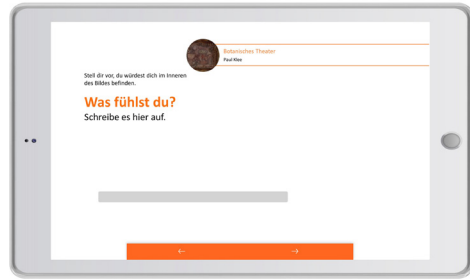 Botanisches Theater
Paul Klee
Stell dir vor, du würdest dich im Inneren
des Bildes befinden.
Was fühlst du?
Schreibe es hier auf.
← →